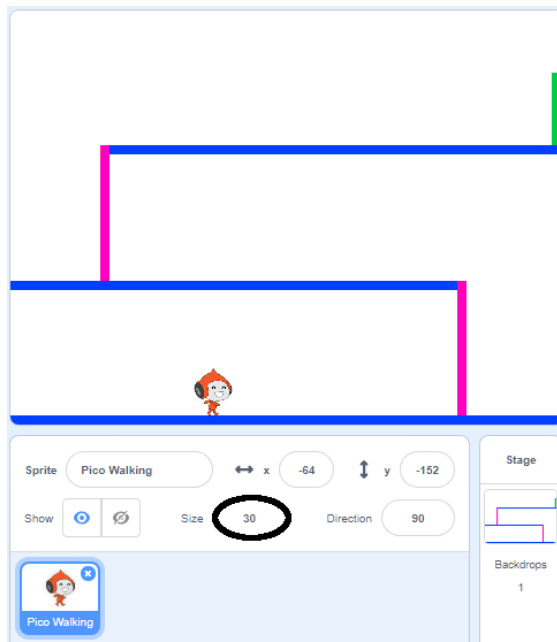 Sprite Pico Walking x -64 y -152
Show Size 30 Direction 90
Pico Walking
Stage
Backdrops
1